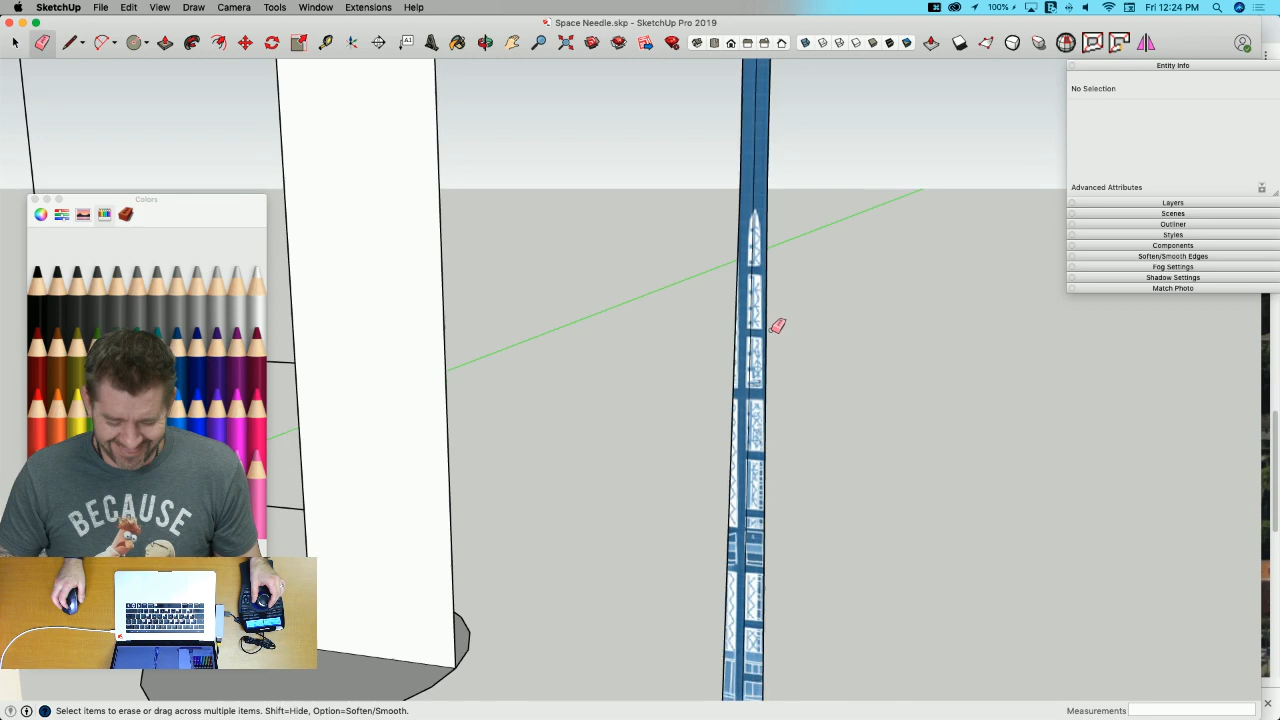 SketchUp File Edit View Draw Camera Tools Window Extensions Help
100% Fri 12:24 PM
Space Needle.skp - SketchUp Pro 2019
A1
Entity Info
No Selection
Advanced Attributes
Layers
Scenes
Outliner
Styles
Components
Soften/Smooth Edges
Fog Settings
Shadow Settings
Match Photo
Colors
BECAUSE
Select items to erase or drag across multiple items. Shift=Hide, Option=Soften/Smooth.
Measurements